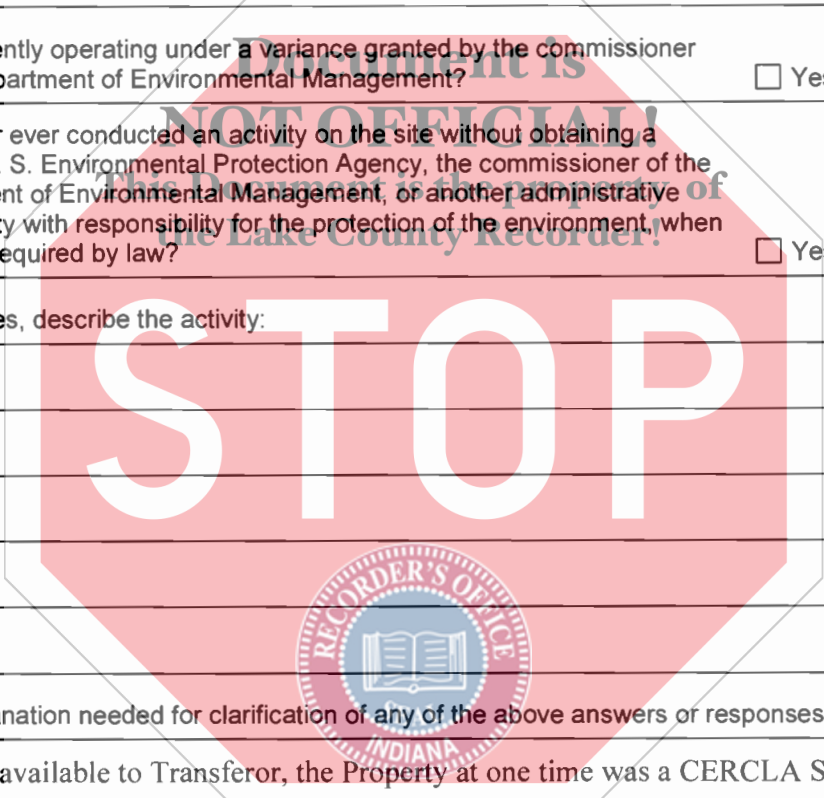 ently operating under a variance granted by the commissioner
partment of Environmental Management?
Yes
Document is
NOT OFFICIAL!
This Document is the property of
the Lake County Recorder!
r ever conducted an activity on the site without obtaining a
. S. Environmental Protection Agency, the commissioner of the
ent of Environmental Management, or another administrative
ty with responsibility for the protection of the environment, when
equired by law?
Ye
es, describe the activity:
STOP
RECORDER'S OFFICE
SEAL
INDIANA
nation needed for clarification of any of the above answers or responses
available to Transferor, the Property at one time was a CERCLA S